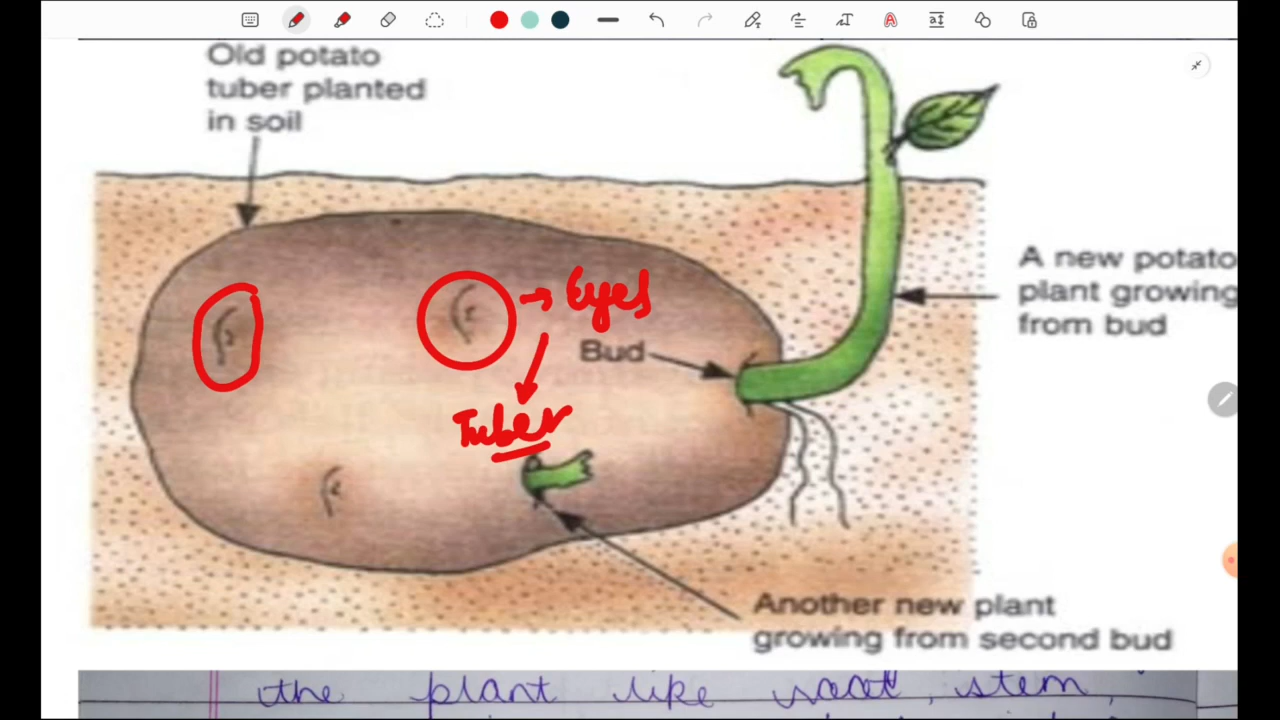 Old potato
tuber planted
in soil
Eyes
Bud
Tuber
A new potato
plant growing
from bud
Another new plant
growing from second bud
the plant like root, stem,